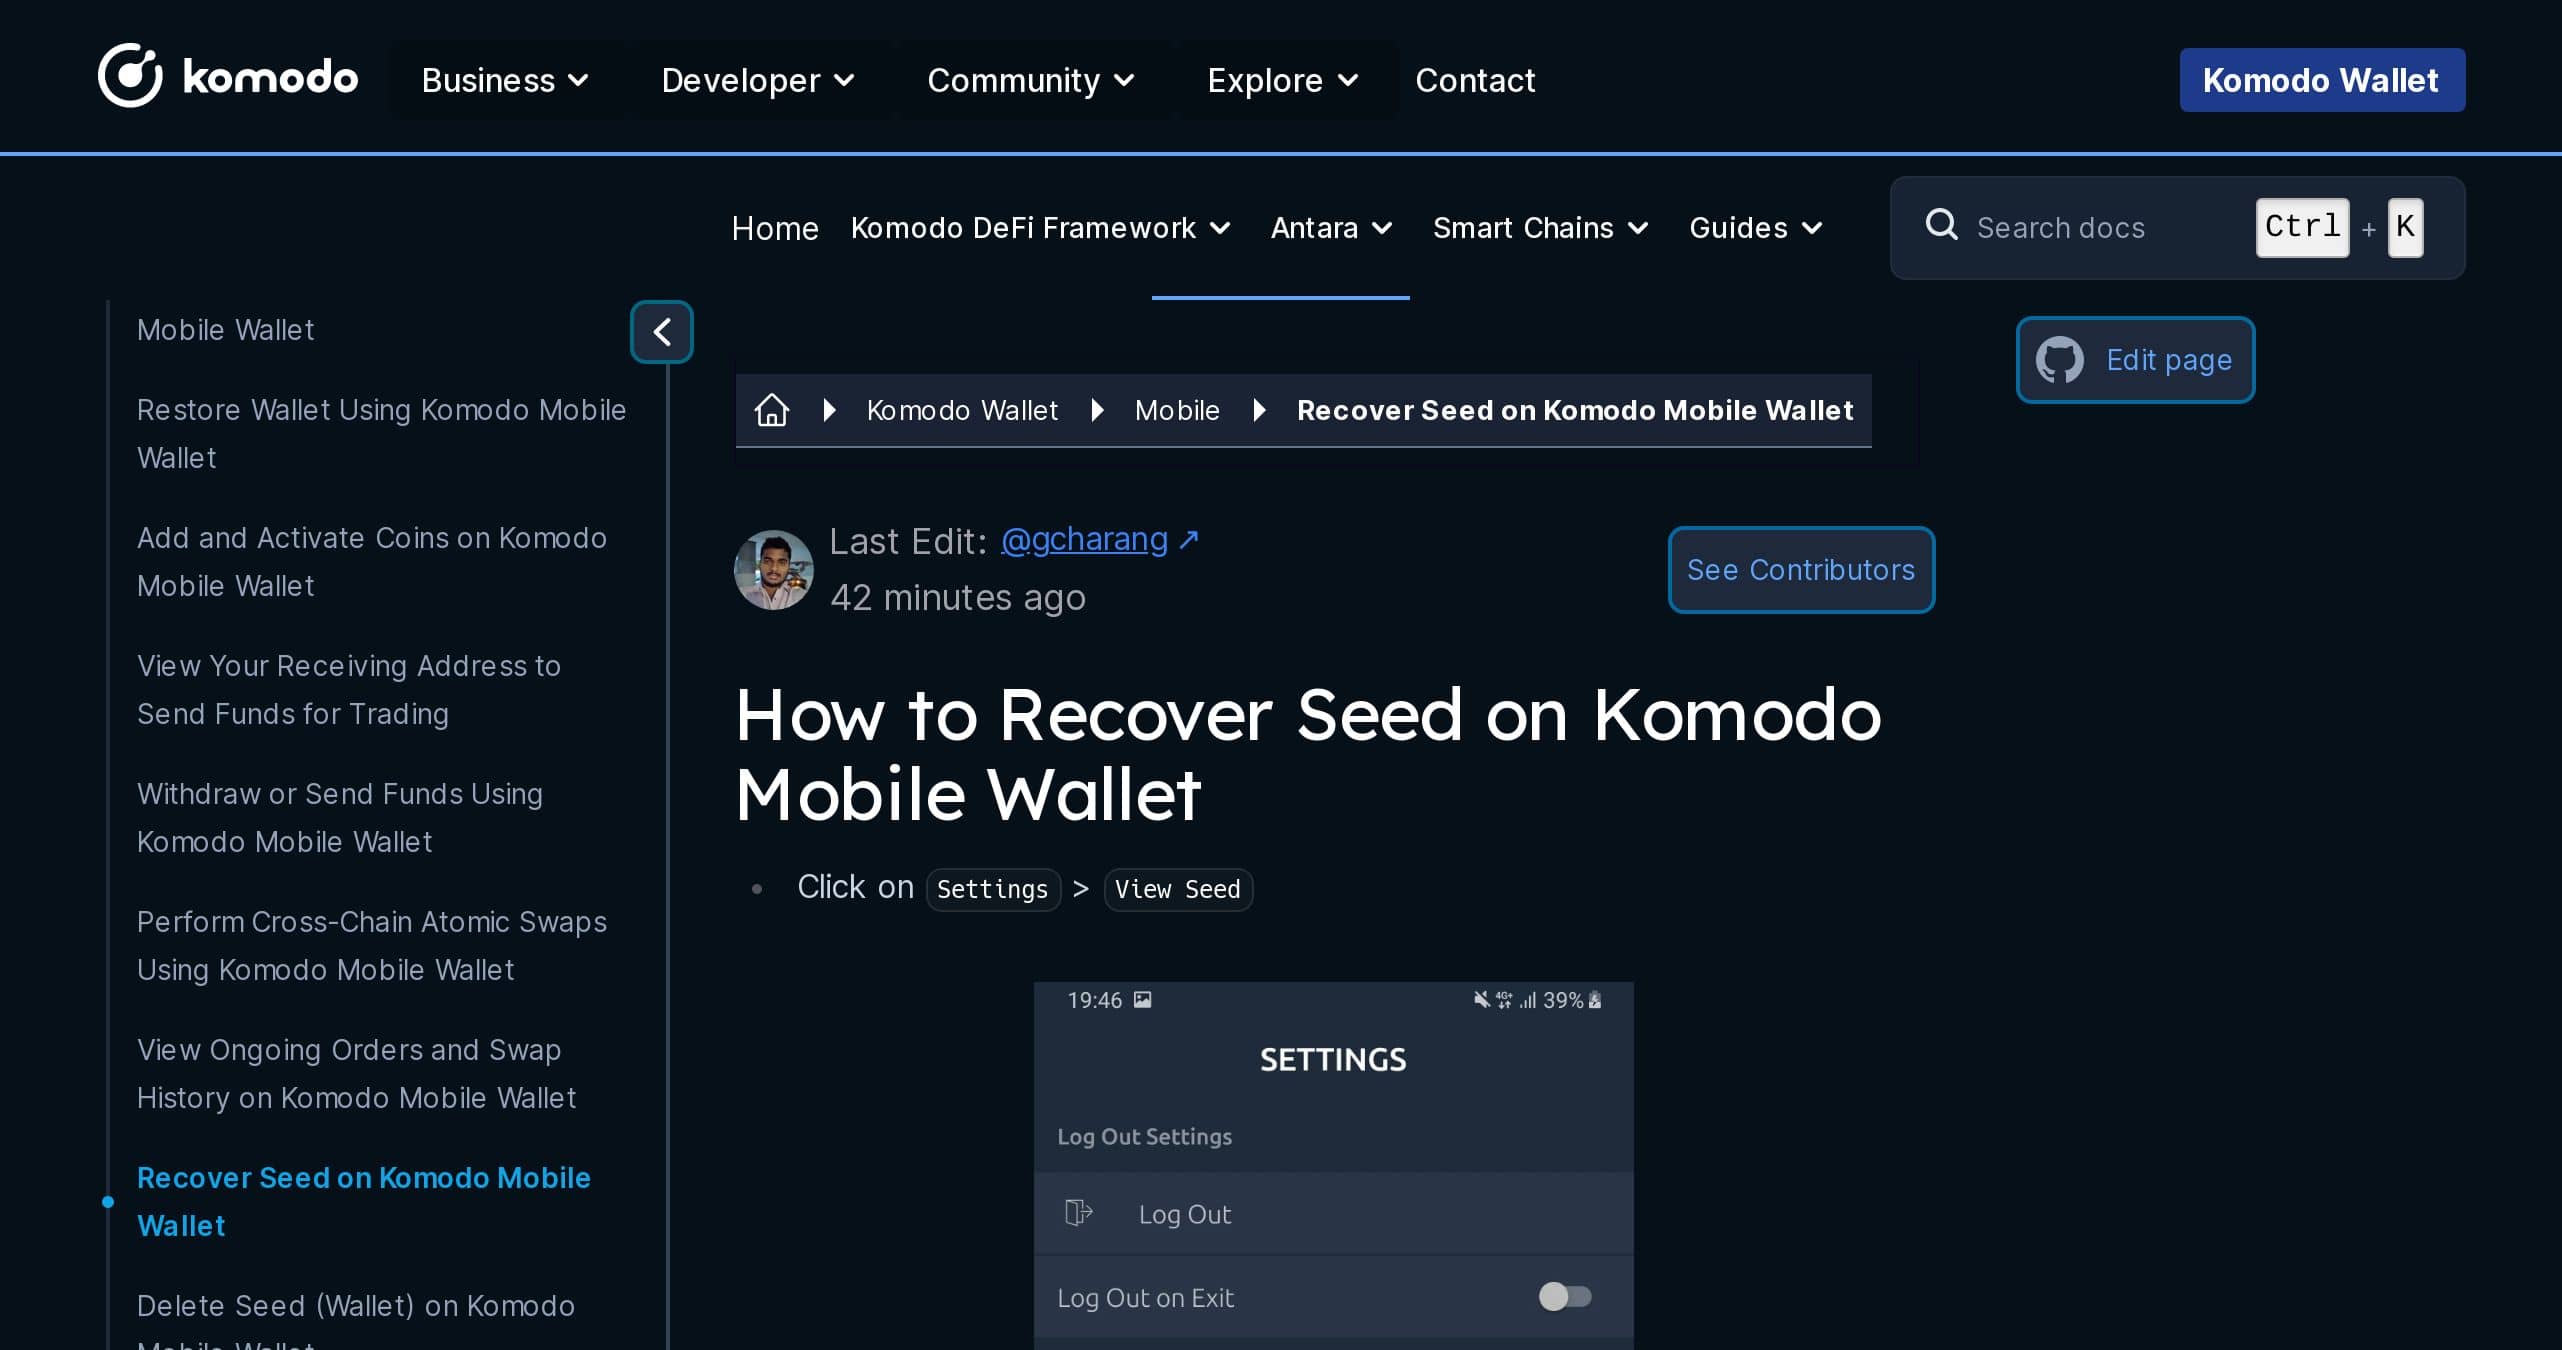 komodo Business Developer Community Explore Contact Komodo Wallet
Home Komodo DeFi Framework Antara Smart Chains Guides Search docs Ctrl + K
Mobile Wallet
Restore Wallet Using Komodo Mobile
Wallet
Add and Activate Coins on Komodo
Mobile Wallet
View Your Receiving Address to
Send Funds for Trading
Withdraw or Send Funds Using
Komodo Mobile Wallet
Perform Cross-Chain Atomic Swaps
Using Komodo Mobile Wallet
View Ongoing Orders and Swap
History on Komodo Mobile Wallet
Recover Seed on Komodo Mobile
Wallet
Delete Seed (Wallet) on Komodo
Mobile Wallet
Komodo Wallet Mobile Recover Seed on Komodo Mobile Wallet
Edit page
Last Edit: @gcharang ↗
42 minutes ago
See Contributors
How to Recover Seed on Komodo
Mobile Wallet
Click on Settings > View Seed
19:46 4G+ 39%
SETTINGS
Log Out Settings
Log Out
Log Out on Exit